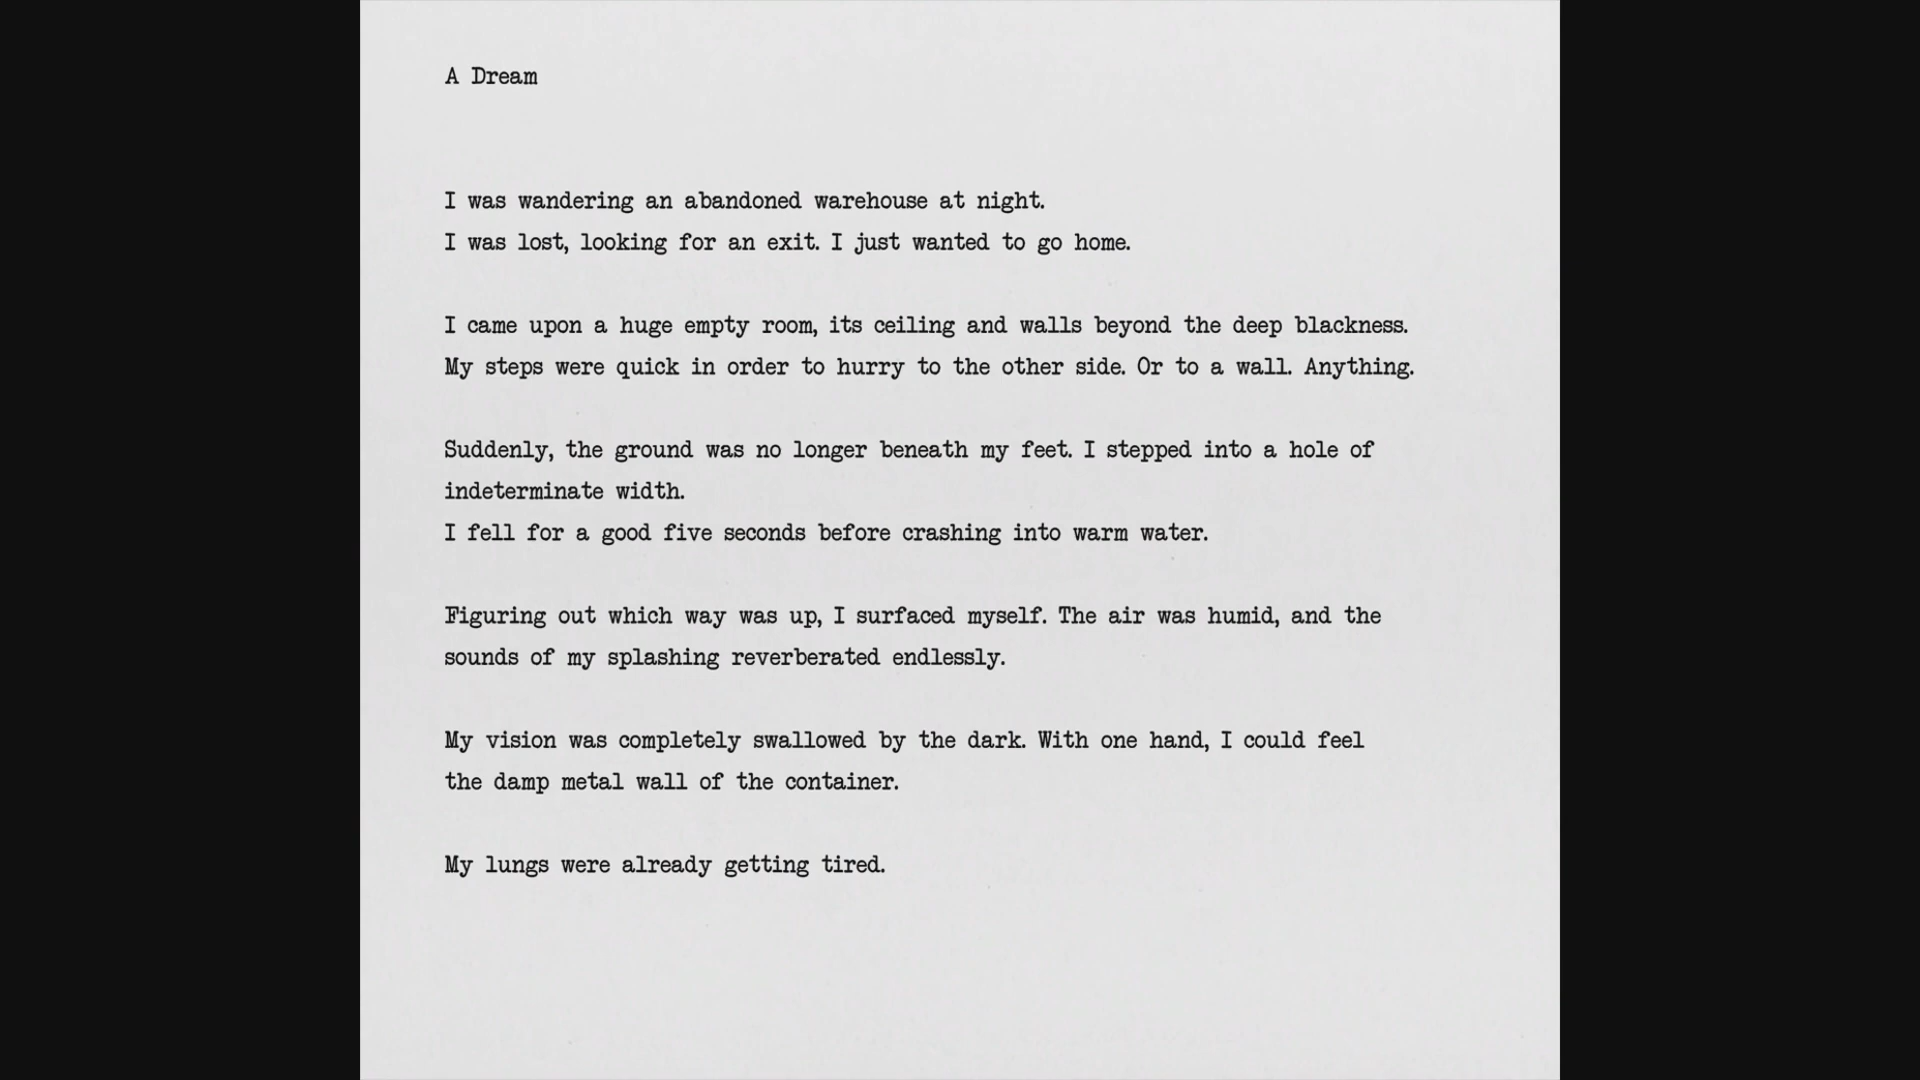 A Dream
I was wandering an abandoned warehouse at night.
I was lost, looking for an exit. I just wanted to go home.
I came upon a huge empty room, its ceiling and walls beyond the deep blackness.
My steps were quick in order to hurry to the other side. Or to a wall. Anything.
Suddenly, the ground was no longer beneath my feet. I stepped into a hole of
indeterminate width.
I fell for a good five seconds before crashing into warm water.
Figuring out which way was up, I surfaced myself. The air was humid, and the
sounds of my splashing reverberated endlessly.
My vision was completely swallowed by the dark. With one hand, I could feel
the damp metal wall of the container.
My lungs were already getting tired.